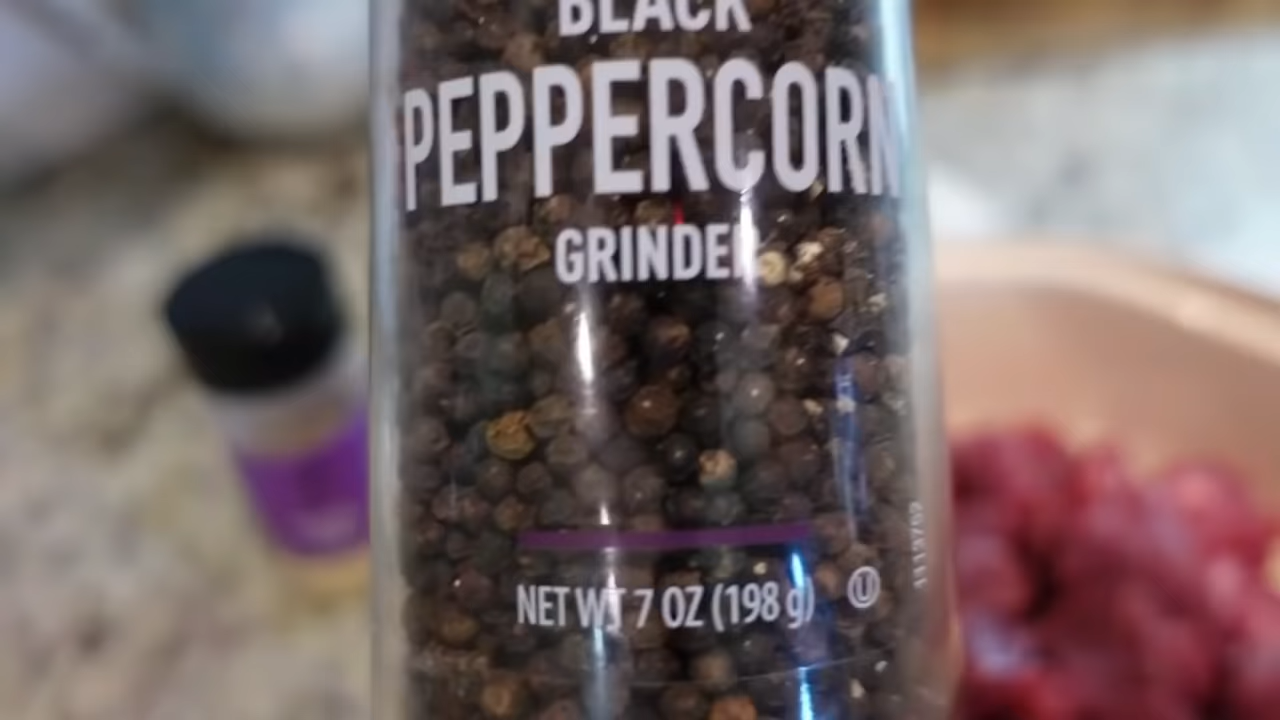 BLACK
PEPPERCORN
GRINDER
NET WT 7 OZ (198 g)
U